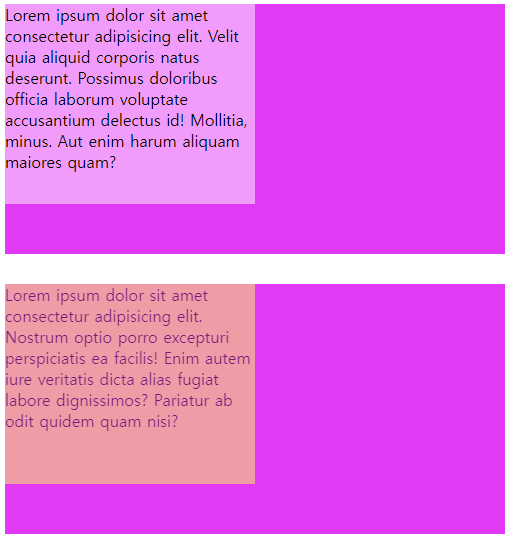 Lorem ipsum dolor sit amet
consectetur adipisicing elit. Velit
quia aliquid corporis natus
deserunt. Possimus doloribus
officia laborum voluptate
accusantium delectus id! Mollitia,
minus. Aut enim harum aliquam
maiores quam?
Lorem ipsum dolor sit amet
consectetur adipisicing elit.
Nostrum optio porro excepturi
perspiciatis ea facilis! Enim autem
iure veritatis dicta alias fugiat
labore dignissimos? Pariatur ab
odit quidem quam nisi?